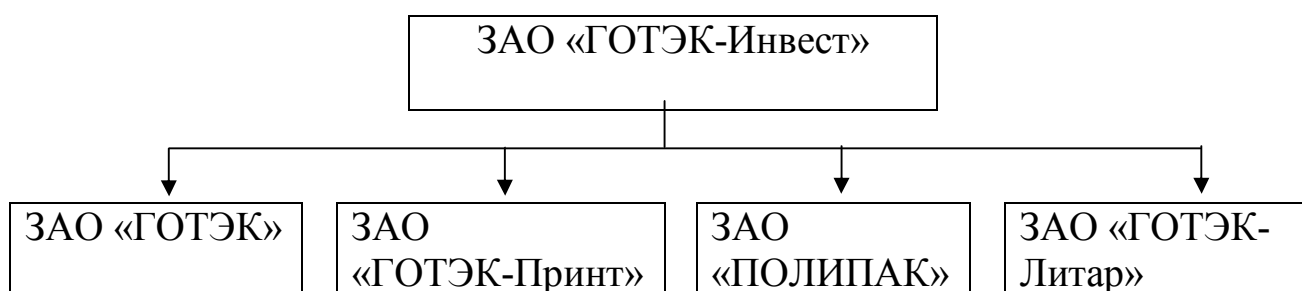 ЗАО «ГОТЭК-Инвест»
ЗАО «ГОТЭК»
ЗАО
«ГОТЭК-Принт»
ЗАО
«ПОЛИПАК»
ЗАО «ГОТЭК-
Литар»